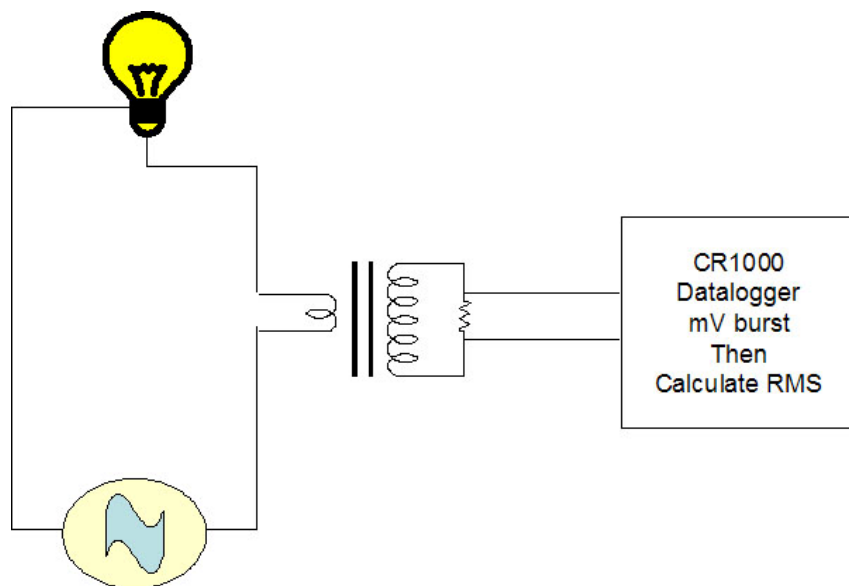 CR1000
Datalogger
mV burst
Then
Calculate RMS